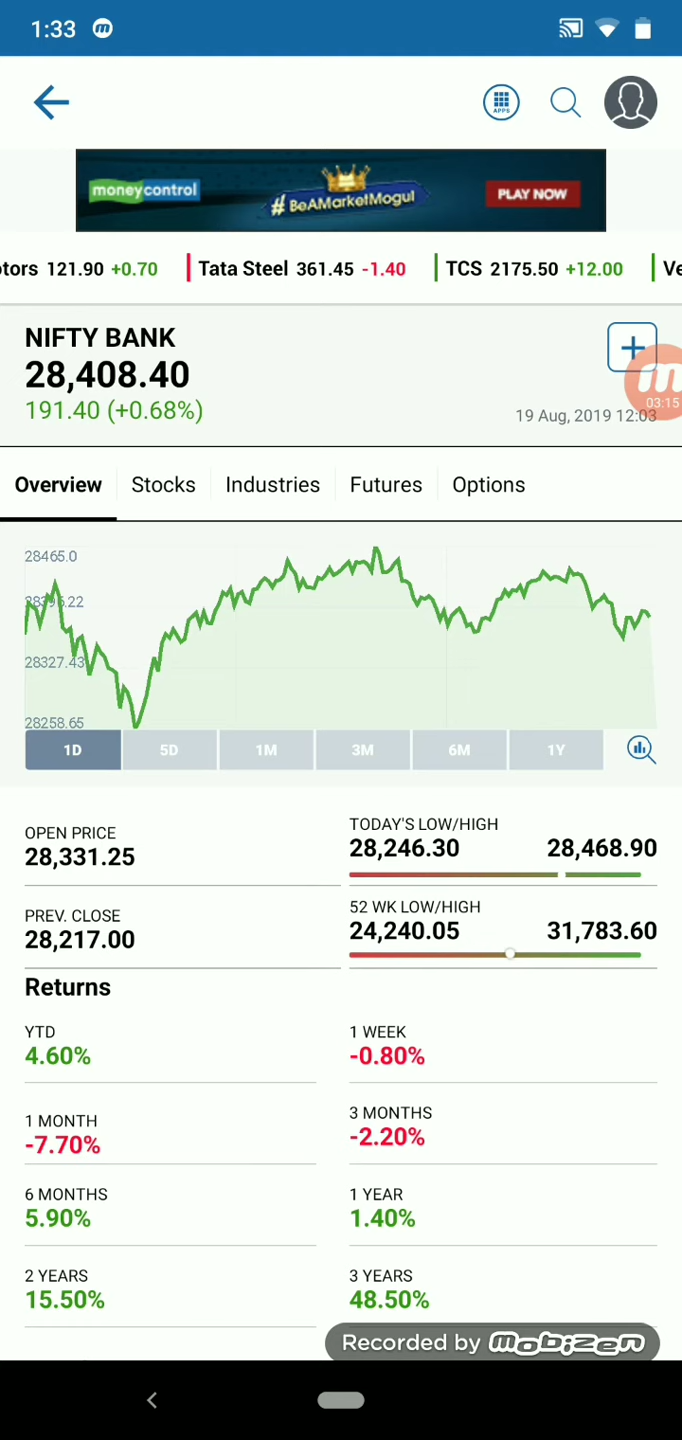 1:33
APPS
moneycontrol
#BeAMarketMogul
PLAY NOW
otors 121.90 +0.70 Tata Steel 361.45 -1.40 TCS 2175.50 +12.00 Ve
NIFTY BANK
28,408.40
191.40 (+0.68%)
03:15
19 Aug, 2019 12:03
Overview Stocks Industries Futures Options
28465.0
28396.22
28327.43
28258.65
1D 5D 1M 3M 6M 1Y
OPEN PRICE
28,331.25
TODAY'S LOW/HIGH
28,246.30 28,468.90
PREV. CLOSE
28,217.00
52 WK LOW/HIGH
24,240.05 31,783.60
Returns
YTD
4.60%
1 WEEK
-0.80%
1 MONTH
-7.70%
3 MONTHS
-2.20%
6 MONTHS
5.90%
1 YEAR
1.40%
2 YEARS
15.50%
3 YEARS
48.50%
Recorded by mobizen